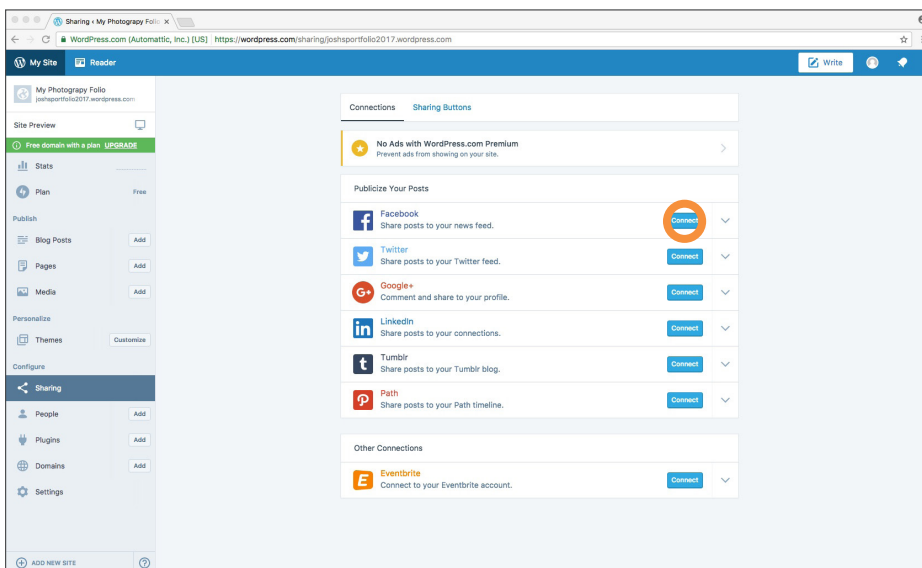 Sharing ‹ My Photograpy Folio
WordPress.com (Automattic, Inc.) [US] https://wordpress.com/sharing/joshsportfolio2017.wordpress.com
My Site Reader Write
My Photograpy Folio
joshsportfolio2017.wordpress.com
Site Preview
Free domain with a plan UPGRADE
Stats
Plan Free
Publish
Blog Posts Add
Pages Add
Media Add
Personalize
Themes Customize
Configure
Sharing
People Add
Plugins Add
Domains Add
Settings
ADD NEW SITE
Connections Sharing Buttons
No Ads with WordPress.com Premium
Prevent ads from showing on your site.
Publicize Your Posts
Facebook
Share posts to your news feed.
Connect
Twitter
Share posts to your Twitter feed.
Connect
Google+
Comment and share to your profile.
Connect
LinkedIn
Share posts to your connections.
Connect
Tumblr
Share posts to your Tumblr blog.
Connect
Path
Share posts to your Path timeline.
Connect
Other Connections
Eventbrite
Connect to your Eventbrite account.
Connect